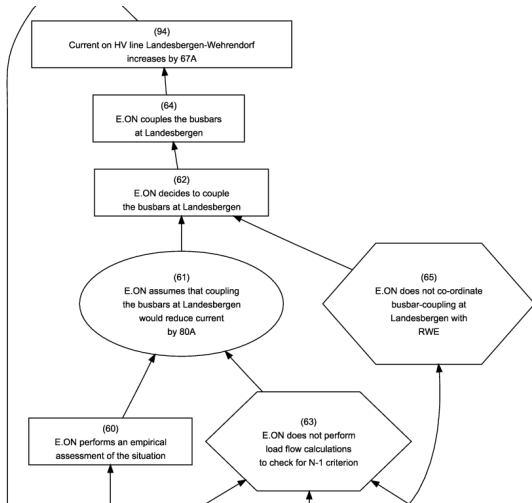 (94)
Current on HV line Landesbergen-Wehrendorf
increases by 67A
(64)
E.ON couples the busbars
at Landesbergen
(62)
E.ON decides to couple
the busbars at Landesbergen
(61)
E.ON assumes that coupling
the busbars at Landesbergen
would reduce current
by 80A
(65)
E.ON does not co-ordinate
busbar-coupling at
Landesbergen with
RWE
(60)
E.ON performs an empirical
assessment of the situation
(63)
E.ON does not perform
load flow calculations
to check for N-1 criterion